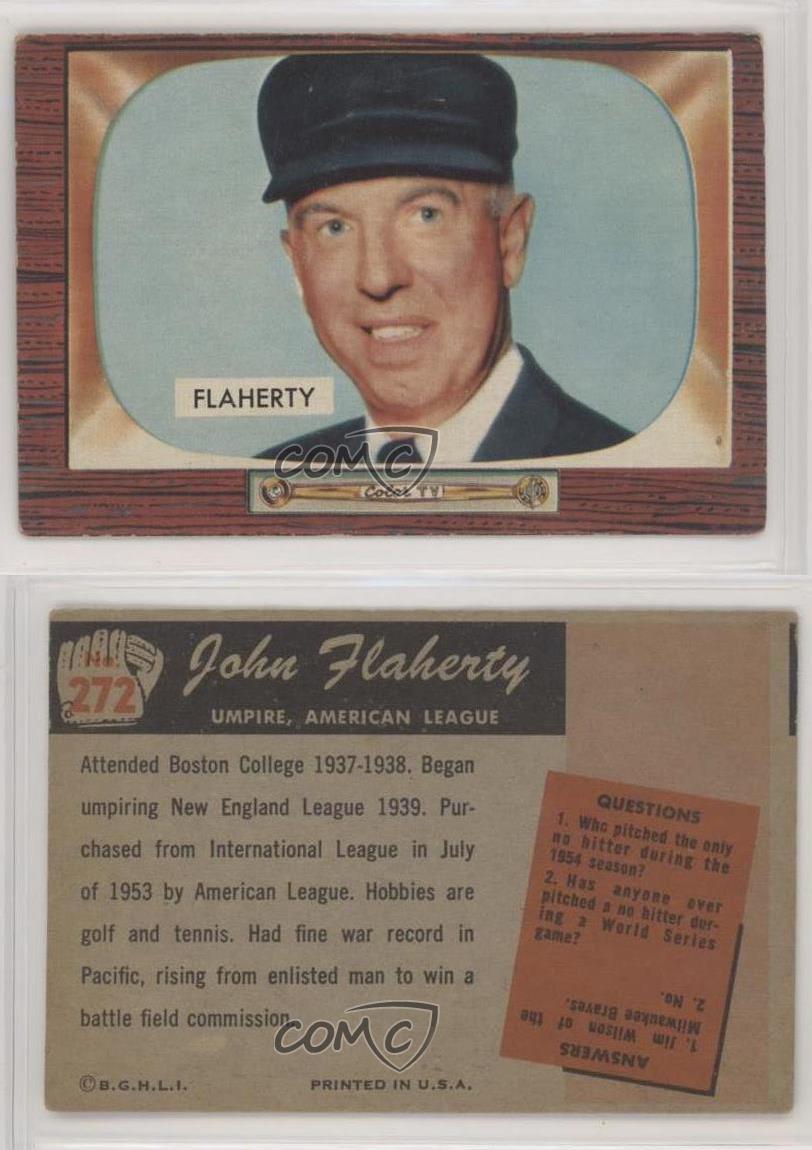 FLAHERTY
COMC
Color TV
No. 272
John Flaherty
UMPIRE, AMERICAN LEAGUE
Attended Boston College 1937-1938. Began
umpiring New England League 1939. Pur-
chased from International League in July
of 1953 by American League. Hobbies are
golf and tennis. Had fine war record in
Pacific, rising from enlisted man to win a
battle field commission.
COMC
©B.G.H.L.I.
PRINTED IN U.S.A.
QUESTIONS
1. Who pitched the only
no hitter during the
1954 season?
2. Has anyone ever
pitched a no hitter dur-
ing a World Series
game?
ANSWERS
1. Jim Wilson of the
Milwaukee Braves.
2. No.